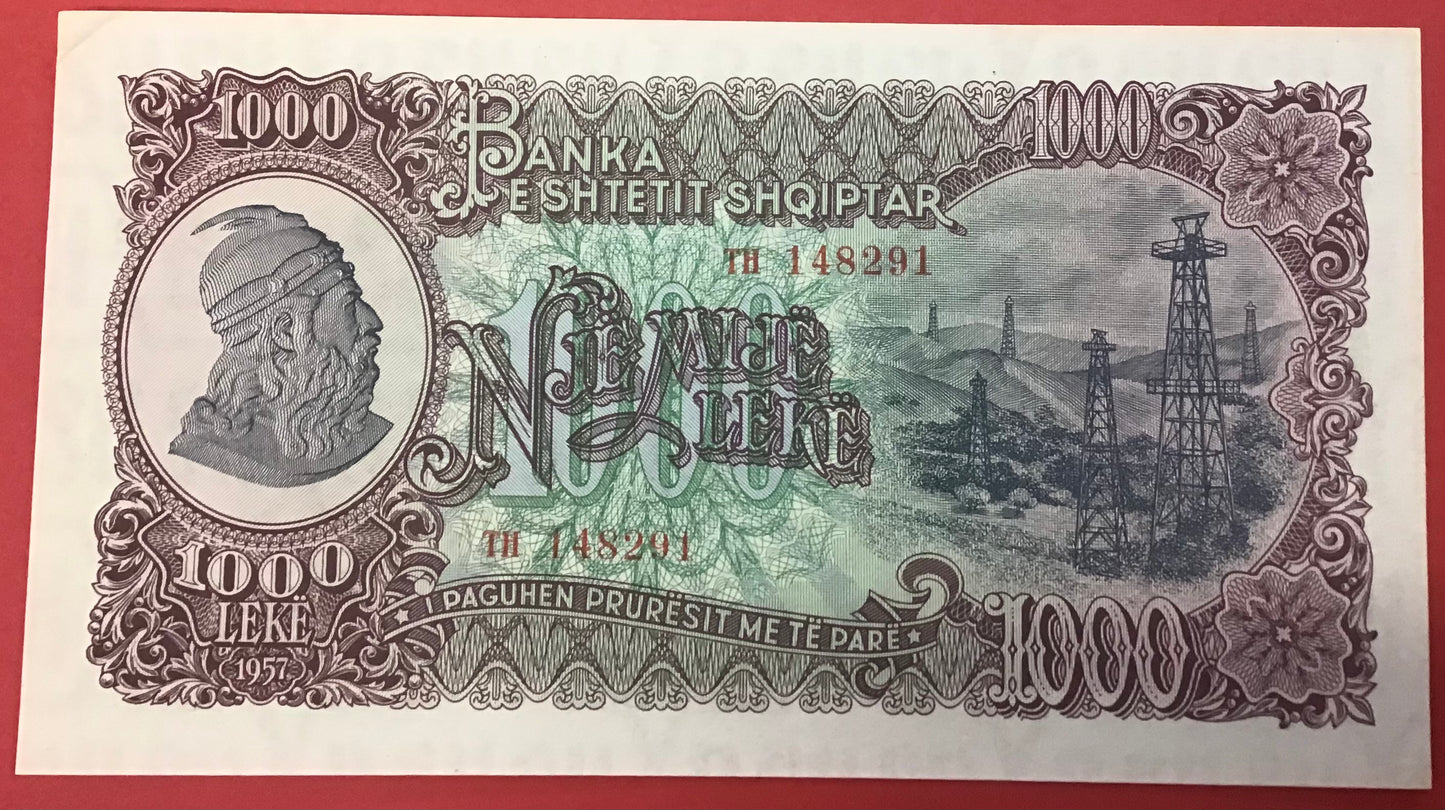 1000
BANKA
E SHTETIT SHQIPTAR
1000
TH 148291
1000
NJË MIJË
LEKË
TH 148291
I PAGUHEN PRURËSIT ME TË PARË
1000
LEKË
1957
1000